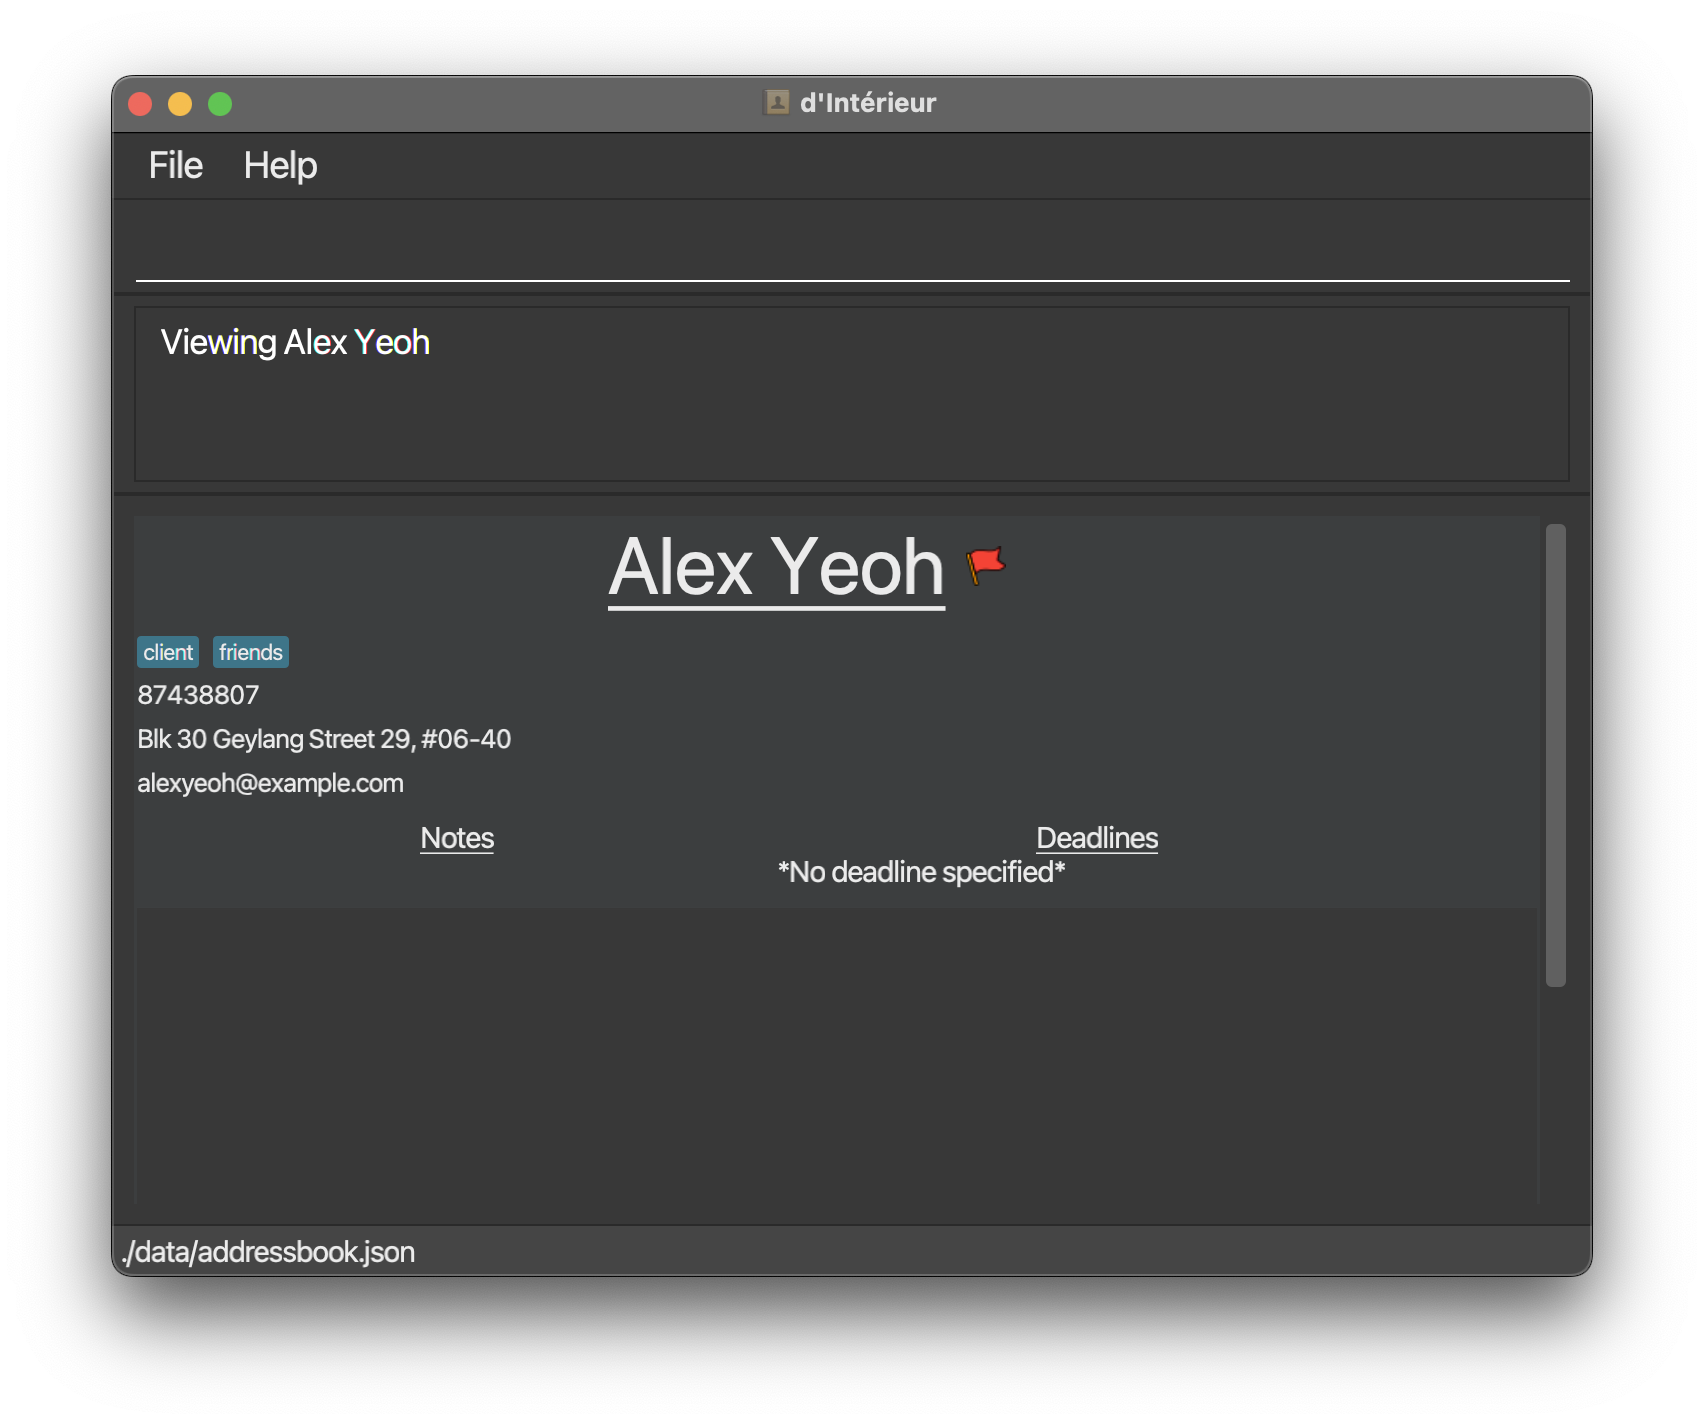 d'Intérieur
File Help
Viewing Alex Yeoh
Alex Yeoh
client friends
87438807
Blk 30 Geylang Street 29, #06-40
alexyeoh@example.com
Notes Deadlines
*No deadline specified*
./data/addressbook.json